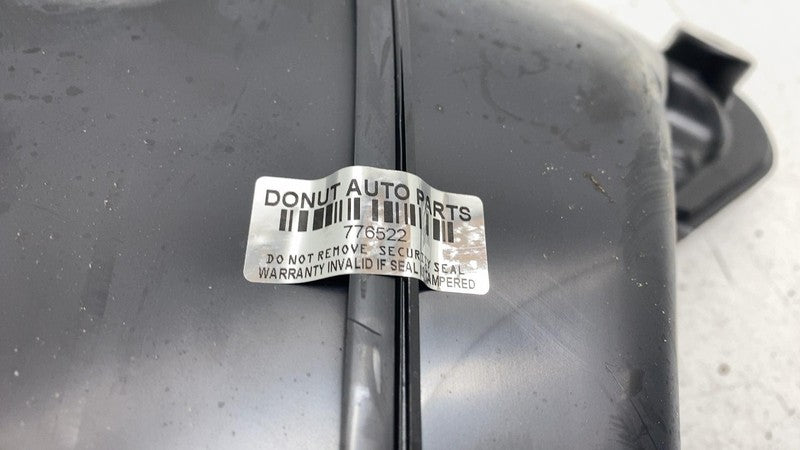 DONUT AUTO PARTS
776522
DO NOT REMOVE SECURITY SEAL
WARRANTY INVALID IF SEAL TAMPERED